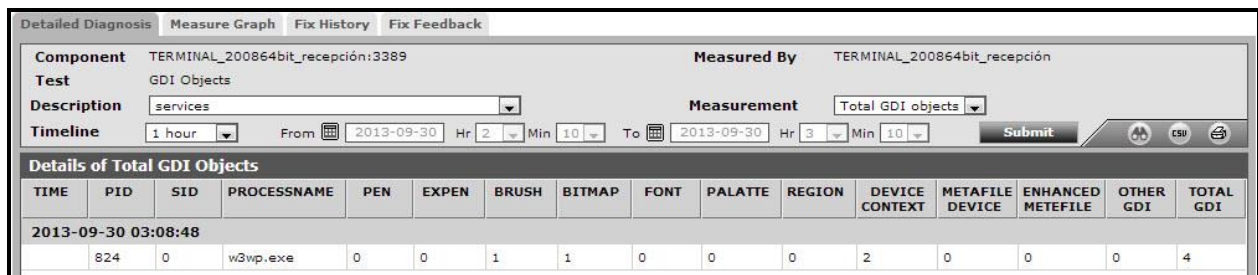 Detailed Diagnosis Measure Graph Fix History Fix Feedback
Component TERMINAL_200864bit_recepción:3389 Measured By TERMINAL_200864bit_recepción
Test GDI Objects
Description services Measurement Total GDI objects
Timeline 1 hour From 2013-09-30 Hr 2 Min 10 To 2013-09-30 Hr 3 Min 10 Submit CSV
Details of Total GDI Objects
TIME PID SID PROCESSNAME PEN EXPEN BRUSH BITMAP FONT PALATTE REGION DEVICE CONTEXT METAFILE DEVICE ENHANCED METEFILE OTHER GDI TOTAL GDI
2013-09-30 03:08:48
824 0 w3wp.exe 0 0 1 1 0 0 0 2 0 0 0 4